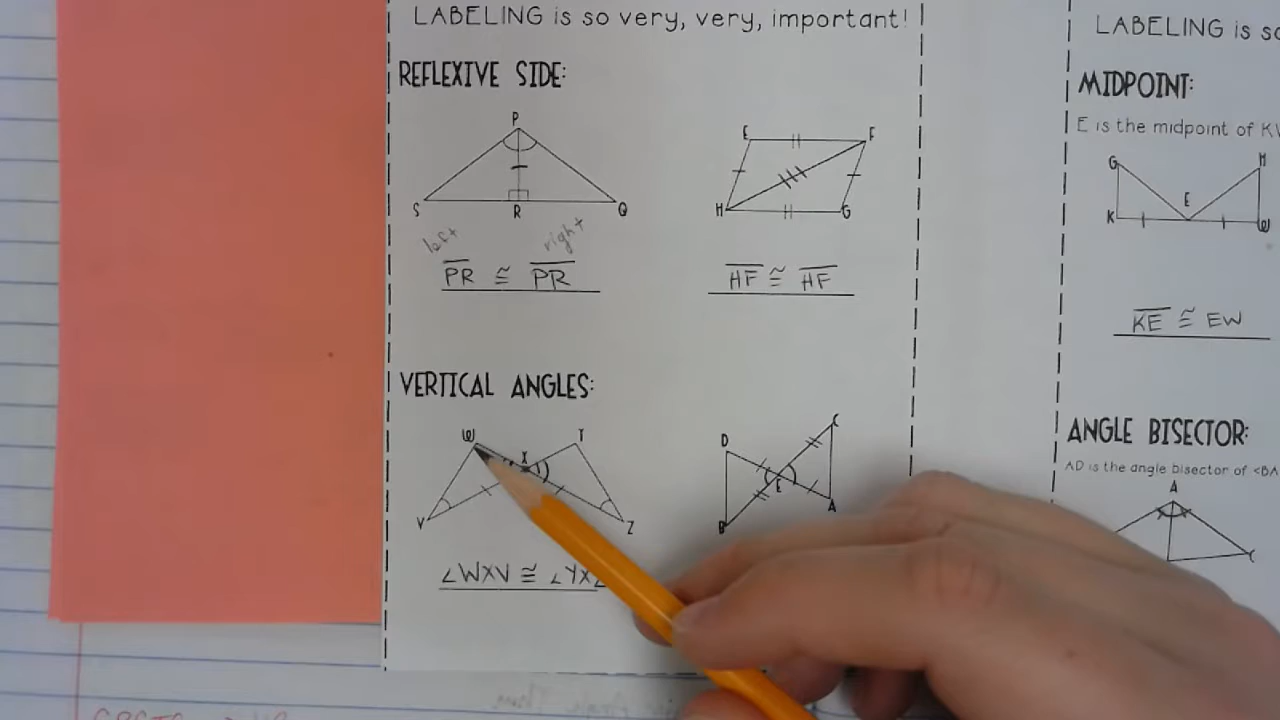 LABELING is so very, very, important!
REFLEXIVE SIDE:
P
S R Q
left right
PR ≅ PR
E F
H G
HF ≅ HF
VERTICAL ANGLES:
W X Y
V Z
∠WXV ≅ ∠YXZ
D C
E
B A
LABELING is so
MIDPOINT:
E is the midpoint of
G H
E
K W
KE ≅ EW
ANGLE BISECTOR:
AD is the angle bisector of <BA
A
C